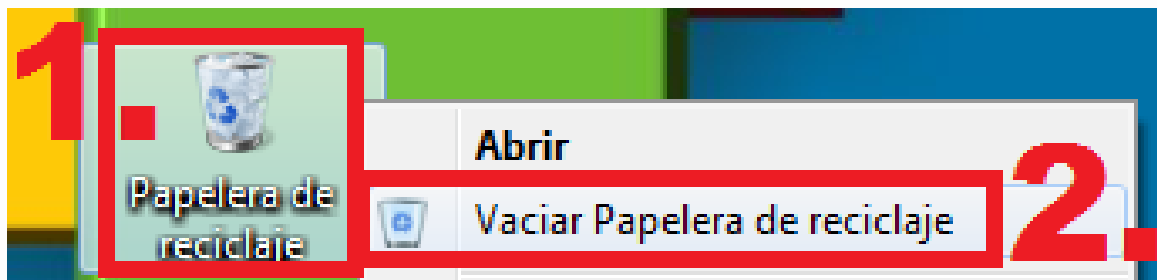 1.
Papelera de
reciclaje
Abrir
Vaciar Papelera de reciclaje
2.